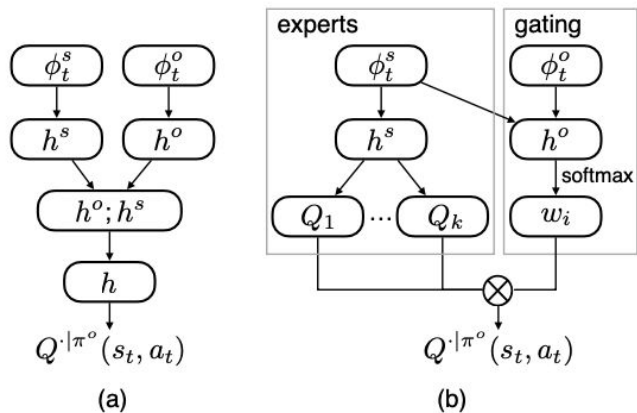 experts gating
ϕ_t^s ϕ_t^o ϕ_t^s ϕ_t^o
h^s h^o h^s h^o
softmax
h^o; h^s Q_1 ... Q_k w_i
h
Q^{·|π^o}(s_t, a_t) Q^{·|π^o}(s_t, a_t)
(a) (b)